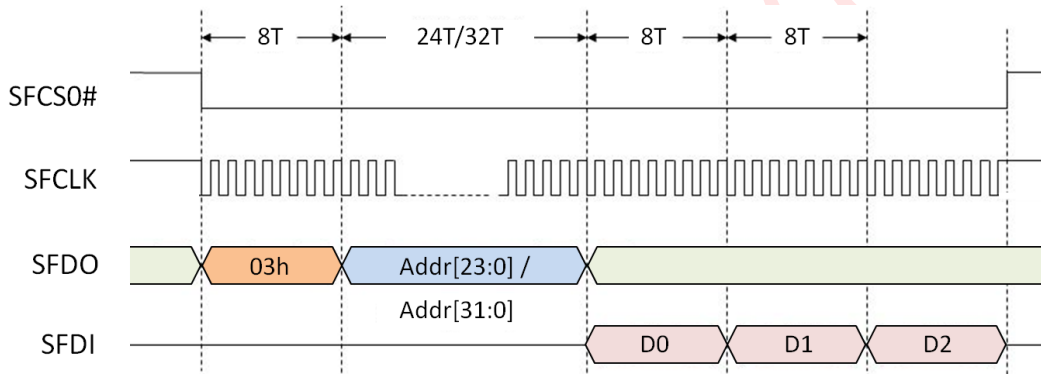 8T 24T/32T 8T 8T
SFCS0#
SFCLK
SFDO 03h Addr[23:0] /
Addr[31:0]
SFDI D0 D1 D2